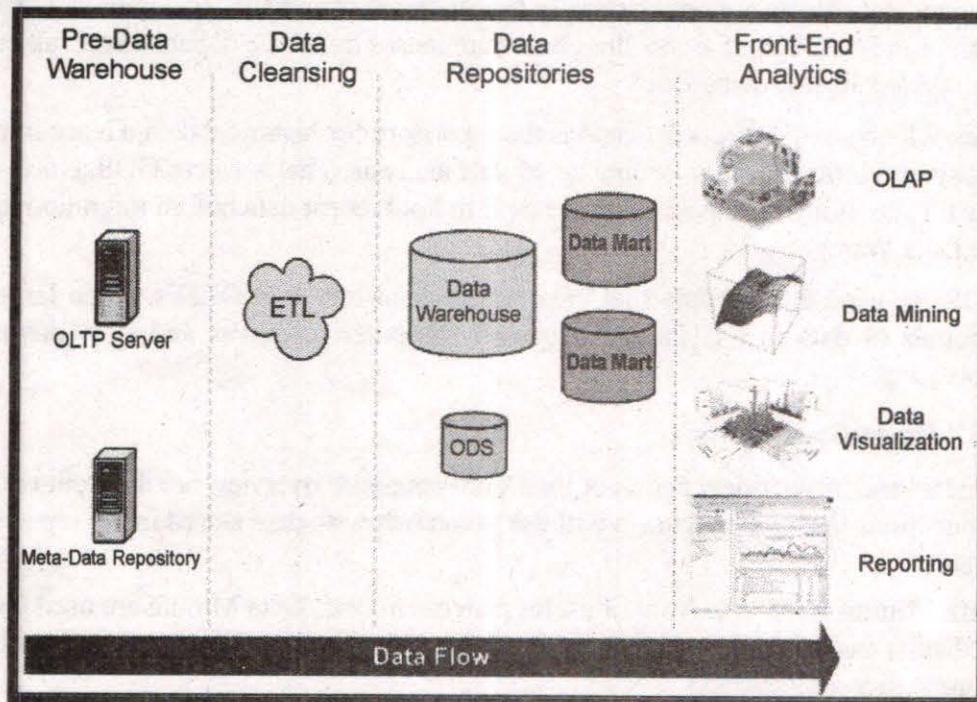 Pre-Data
Warehouse
Data
Cleansing
Data
Repositories
Front-End
Analytics
OLTP Server
Meta-Data Repository
ETL
Data
Warehouse
ODS
Data Mart
Data Mart
OLAP
Data Mining
Data
Visualization
Reporting
Data Flow